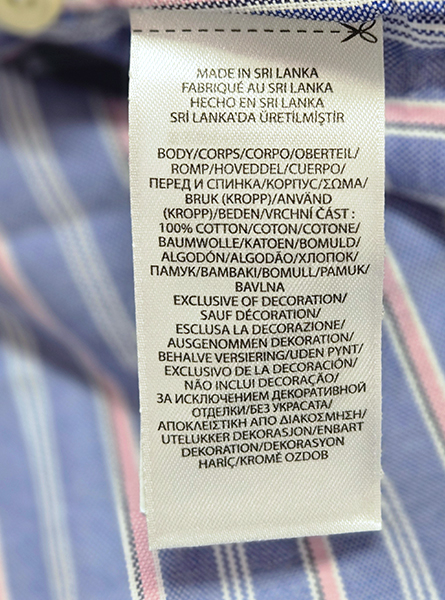 MADE IN SRI LANKA
FABRIQUÉ AU SRI LANKA
HECHO EN SRI LANKA
SRİ LANKA'DA ÜRETİLMİŞTİR
BODY/CORPS/CORPO/OBERTEIL/
ROMP/HOVEDDEL/CUERPO/
ПЕРЕД И СПИНКА/КОРПУС/ΣΩΜΑ/
BRUK (KROPP)/ANVÄND
(KROPP)/BEDEN/VRCHNÍ ČÁST :
100% COTTON/COTON/COTONE/
BAUMWOLLE/KATOEN/BOMULD/
ALGODÓN/ALGODÃO/ХЛОПОК/
ПАМУК/ΒΑΜΒΑΚΙ/BOMULL/PAMUK/
BAVLNA
EXCLUSIVE OF DECORATION/
SAUF DÉCORATION/
ESCLUSA LA DECORAZIONE/
AUSGENOMMEN DEKORATION/
BEHALVE VERSIERING/UDEN PYNT/
EXCLUSIVO DE LA DECORACIÓN/
NÃO INCLUI DECORAÇÃO/
ЗА ИСКЛЮЧЕНИЕМ ДЕКОРАТИВНОЙ
ОТДЕЛКИ/БЕЗ УКРАСАТА/
ΑΠΟΚΛΕΙΣΤΙΚΗ ΑΠΟ ΔΙΑΚΟΣΜΗΣΗ/
UTELUKKER DEKORASJON/ENBART
DEKORATION/DEKORASYON
HARİÇ/KROMĚ OZDOB